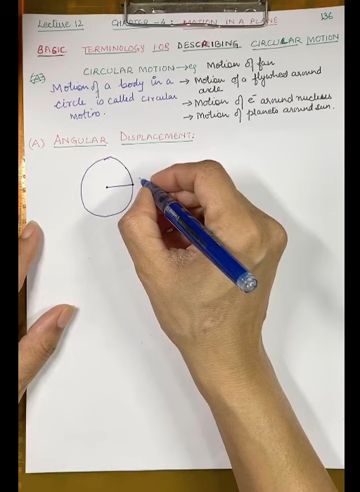 Lecture 12 CHAPTER-4: MOTION IN A PLANE 136
BASIC TERMINOLOGY FOR DESCRIBING CIRCULAR MOTION
CIRCULAR MOTION → eg Motion of fan
Motion of a body in a → Motion of a flywheel around
circle is called circular axle
motion. → Motion of e⁻ around nucleus
→ Motion of planets around sun.
(A) ANGULAR DISPLACEMENT: